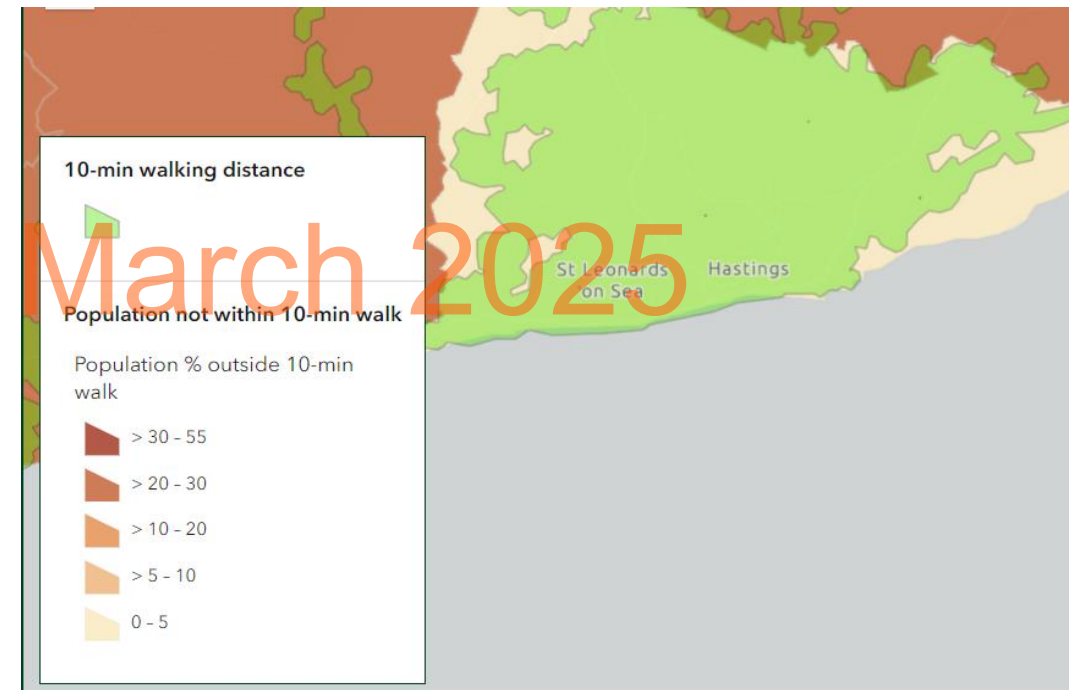 10-min walking distance
March 2025
St Leonards
on Sea
Hastings
Population not within 10-min walk
Population % outside 10-min
walk
> 30 - 55
> 20 - 30
> 10 - 20
> 5 - 10
0 - 5